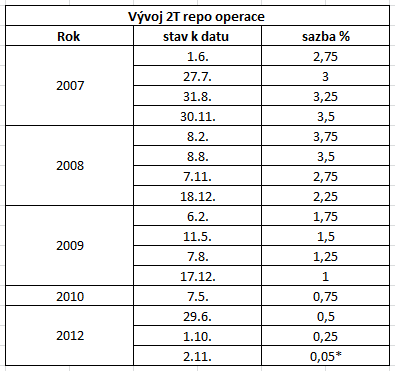 Vývoj 2T repo operace
Rok stav k datu sazba %
2007 1.6. 2,75
27.7. 3
31.8. 3,25
30.11. 3,5
2008 8.2. 3,75
8.8. 3,5
7.11. 2,75
18.12. 2,25
2009 6.2. 1,75
11.5. 1,5
7.8. 1,25
17.12. 1
2010 7.5. 0,75
2012 29.6. 0,5
1.10. 0,25
2.11. 0,05*